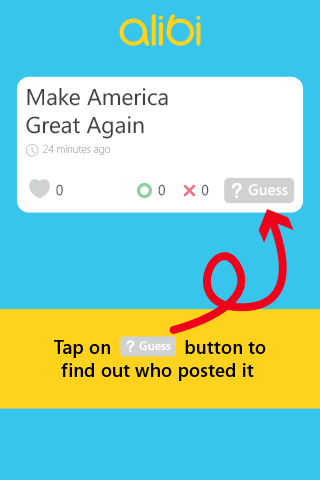 alibi
Make America
Great Again
24 minutes ago
0
0
0
? Guess
Tap on ? Guess button to
find out who posted it